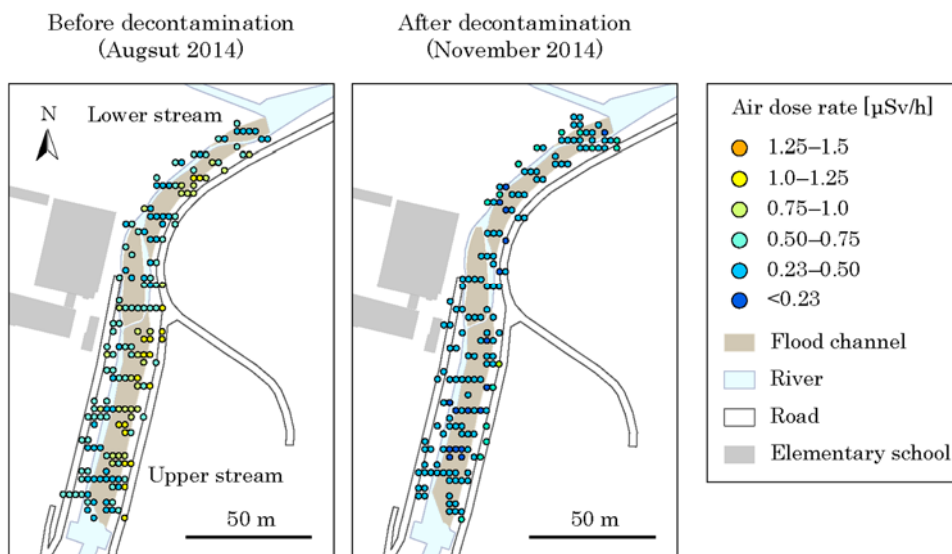 Before decontamination
(Augsut 2014)
After decontamination
(November 2014)
N
Lower stream
Upper stream
50 m
50 m
Air dose rate [µSv/h]
1.25–1.5
1.0–1.25
0.75–1.0
0.50–0.75
0.23–0.50
<0.23
Flood channel
River
Road
Elementary school